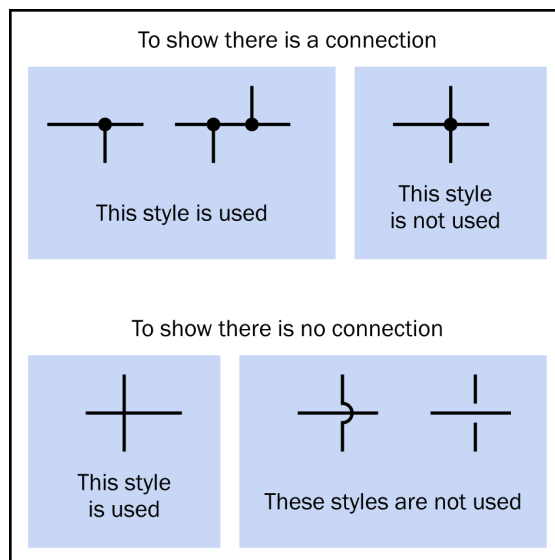 To show there is a connection
This style is used
This style
is not used
To show there is no connection
This style
is used
These styles are not used